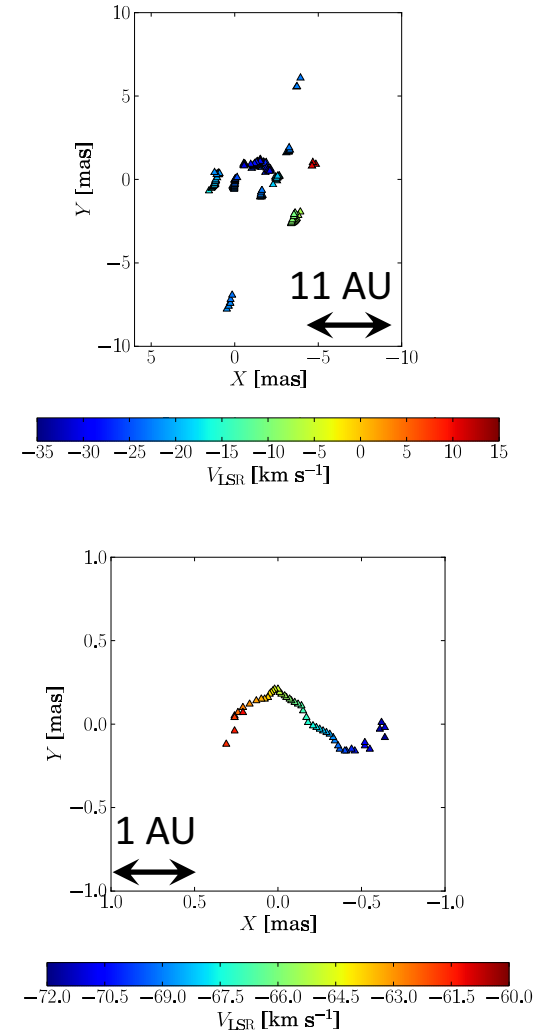 10
5
0
−5
−10
Y [mas]
11 AU
5 0 −5 −10
X [mas]
−35 −30 −25 −20 −15 −10 −5 0 5 10 15
V_LSR [km s⁻¹]
1.0
0.5
0.0
−0.5
−1.0
Y [mas]
1 AU
1.0 0.5 0.0 −0.5 −1.0
X [mas]
−72.0 −70.5 −69.0 −67.5 −66.0 −64.5 −63.0 −61.5 −60.0
V_LSR [km s⁻¹]